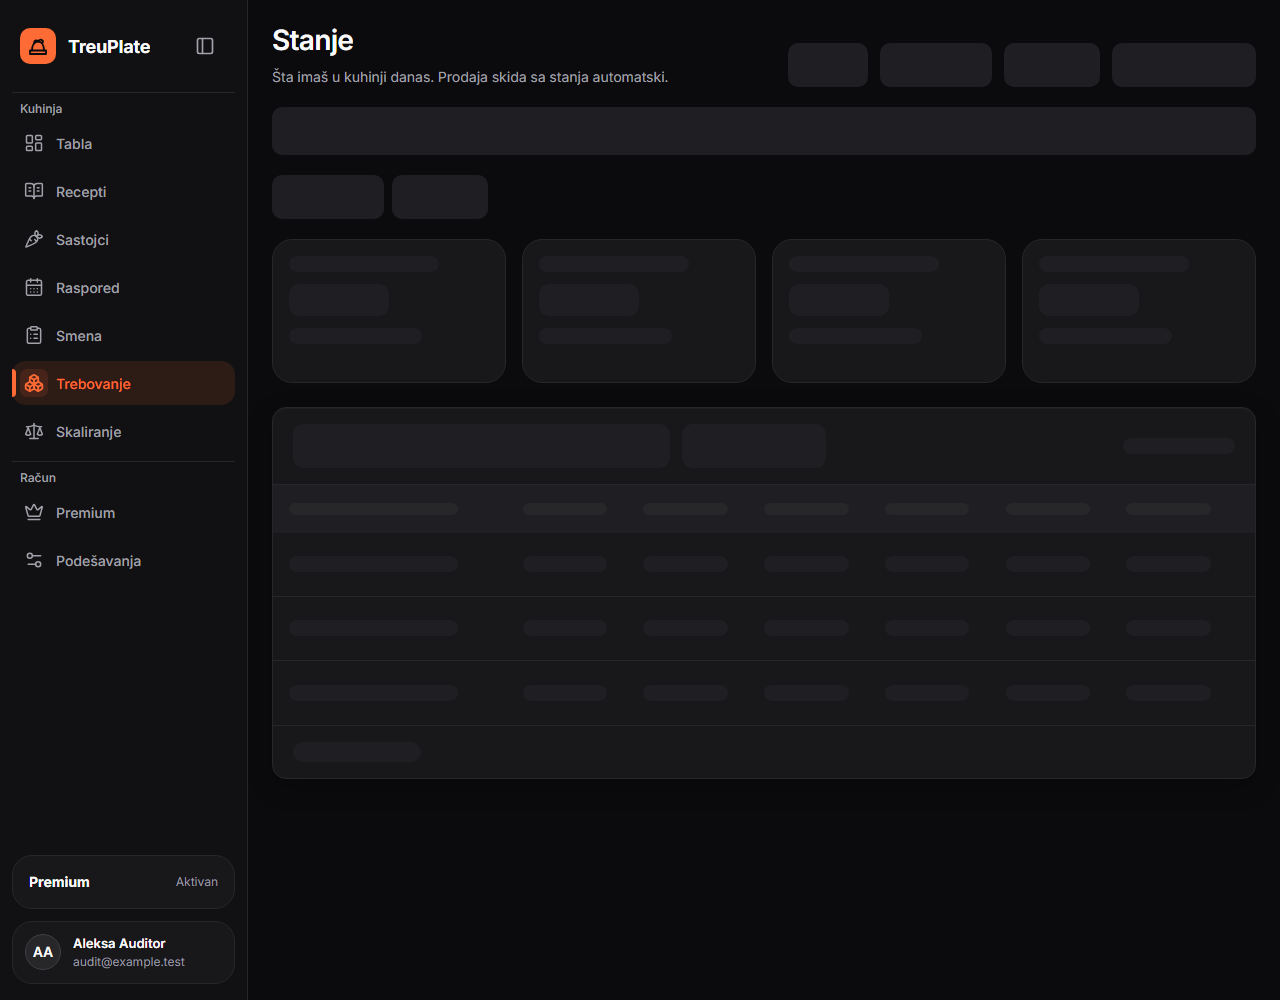 TreuPlate
Kuhinja
Tabla
Recepti
Sastojci
Raspored
Smena
Trebovanje
Skaliranje
Račun
Premium
Podešavanja
Premium
Aktivan
AA
Aleksa Auditor
audit@example.test
Stanje
Šta imaš u kuhinji danas. Prodaja skida sa stanja automatski.